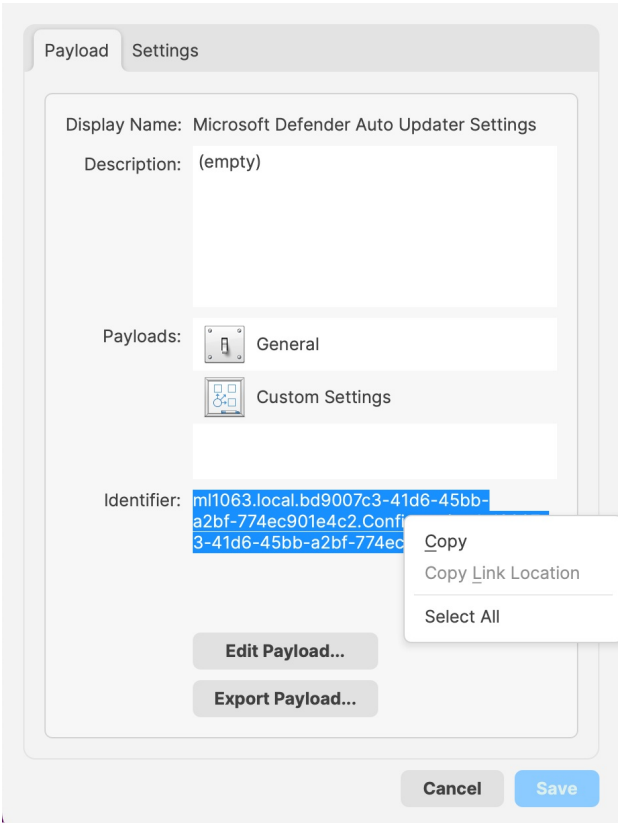 Payload Settings
Display Name: Microsoft Defender Auto Updater Settings
Description: (empty)
Payloads: General
Custom Settings
Identifier: ml1063.local.bd9007c3-41d6-45bb-
a2bf-774ec901e4c2.Confi
3-41d6-45bb-a2bf-774ec
Copy
Copy Link Location
Select All
Edit Payload...
Export Payload...
Cancel Save